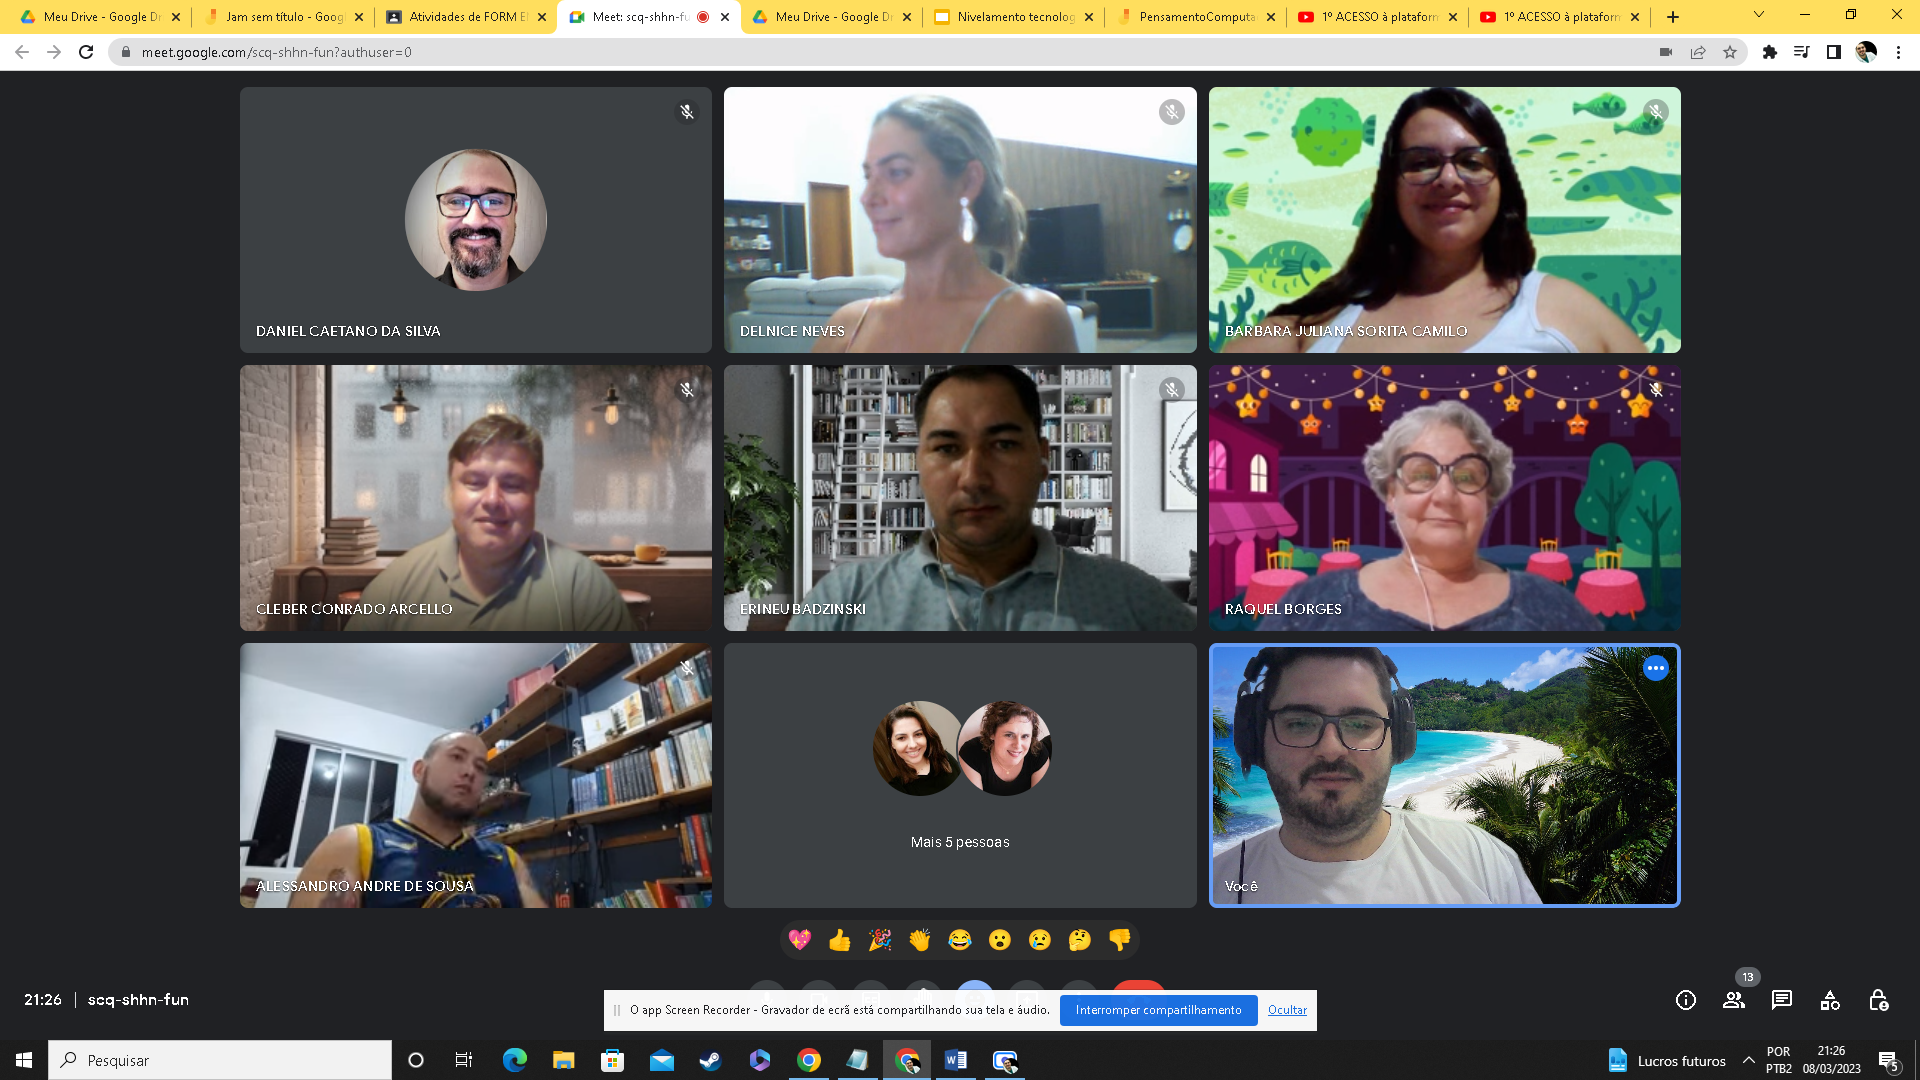 Meu Drive - Google Dr
Jam sem título - Goog
Atividades de FORM E
Meet: scq-shhn-fu
Meu Drive - Google Dr
Nivelamento tecnolog
PensamentoComputa
1º ACESSO à plataform
1º ACESSO à plataform
meet.google.com/scq-shhn-fun?authuser=0
DANIEL CAETANO DA SILVA
DELNICE NEVES
BARBARA JULIANA SORITA CAMILO
CLEBER CONRADO ARCELLO
ERINEU BADZINSKI
RAQUEL BORGES
ALESSANDRO ANDRE DE SOUSA
Mais 5 pessoas
Você
21:26 | scq-shhn-fun
13
O app Screen Recorder - Gravador de ecrã está compartilhando sua tela e áudio.
Interromper compartilhamento
Ocultar
Pesquisar
Lucros futuros
POR
PTB2
21:26
08/03/2023
5